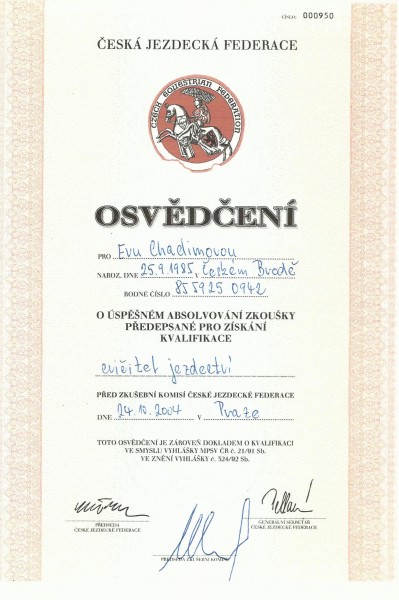 ČÍSLO: 000950
ČESKÁ JEZDECKÁ FEDERACE
CZECH EQUESTRIAN FEDERATION
OSVĚDČENÍ
PRO Evu Chadimovou
NAROZ. DNE 25.9.1985, Českém Brodě
RODNÉ ČÍSLO 855925 0942
O ÚSPĚŠNÉM ABSOLVOVÁNÍ ZKOUŠKY
PŘEDEPSANÉ PRO ZÍSKÁNÍ
KVALIFIKACE
cvičitel jezdectví
PŘED ZKUŠEBNÍ KOMISÍ ČESKÉ JEZDECKÉ FEDERACE
DNE 24.10.2004 V Praze
TOTO OSVĚDČENÍ JE ZÁROVEŇ DOKLADEM O KVALIFIKACI
VE SMYSLU VYHLÁŠKY MPSV ČR č. 21/91 Sb.
VE ZNĚNÍ VYHLÁŠKY č. 324/92 Sb.
PŘEDSEDA
ČESKÉ JEZDECKÉ FEDERACE
GENERÁLNÍ SEKRETÁŘ
ČESKÉ JEZDECKÉ FEDERACE
PŘEDSEDA ZKUŠEBNÍ KOMISE